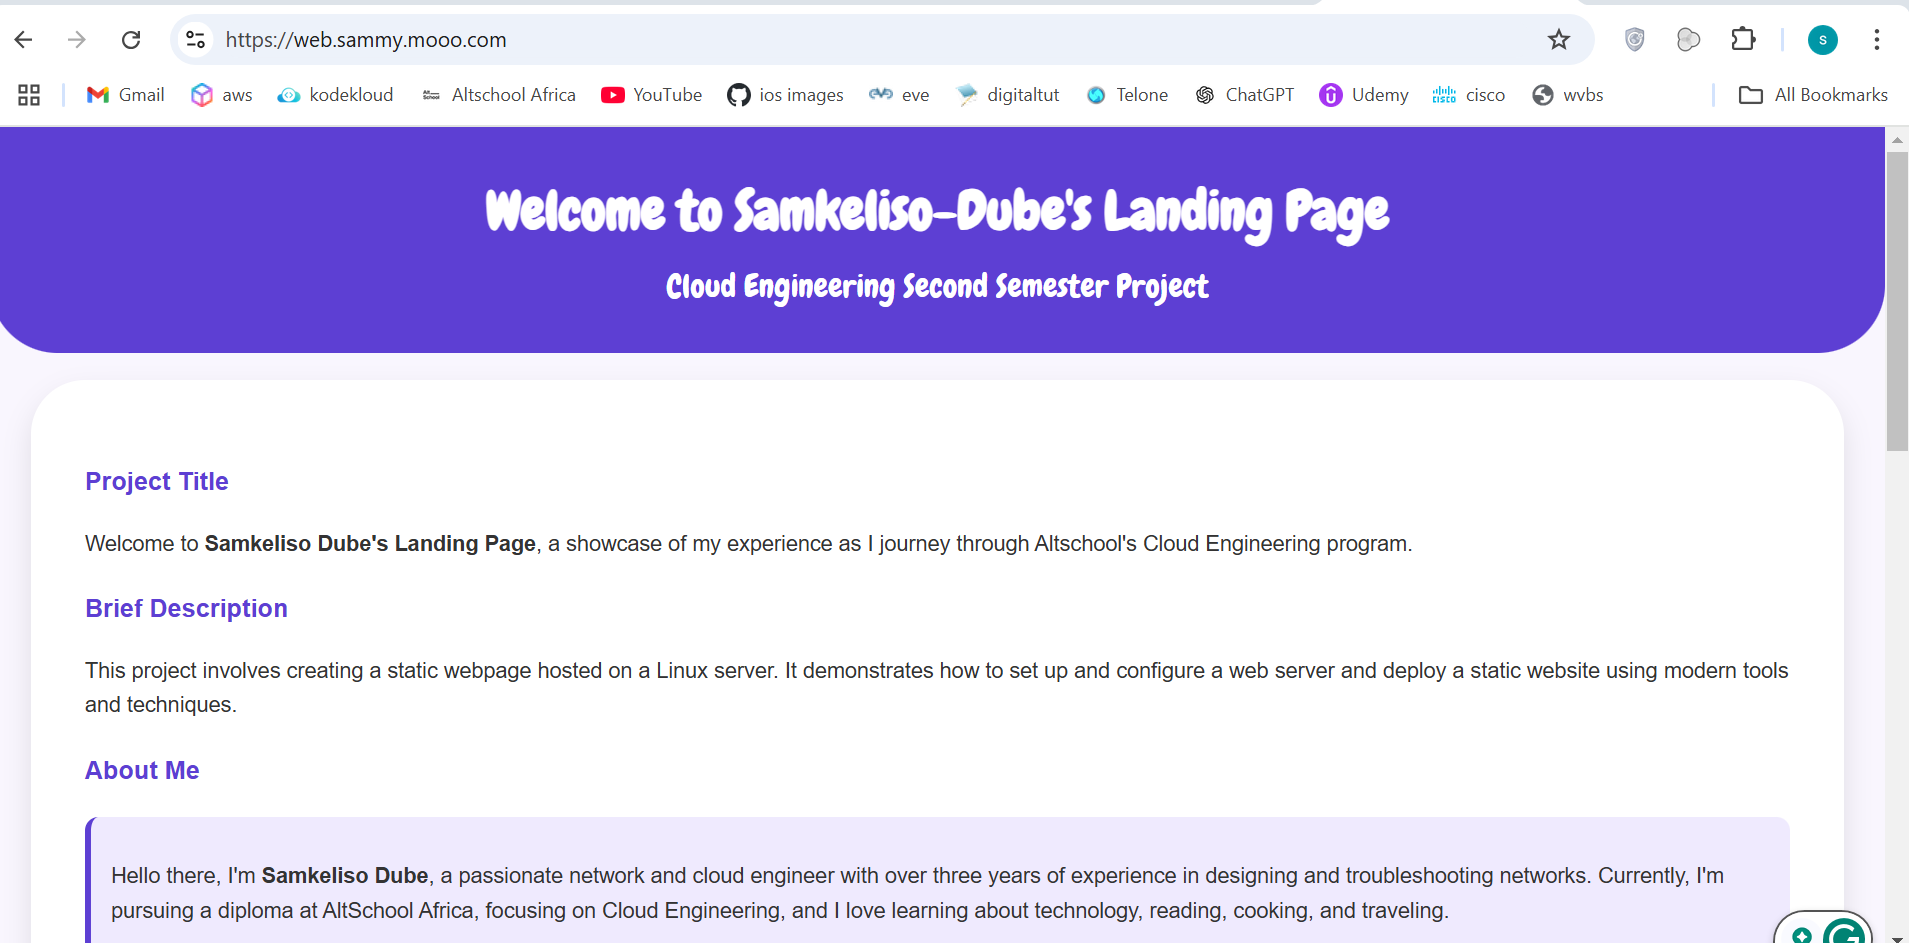 https://web.sammy.mooo.com
s
Gmail aws kodekloud Altschool Africa YouTube ios images eve digitaltut Telone ChatGPT Udemy cisco wvbs All Bookmarks
Welcome to Samkeliso-Dube's Landing Page
Cloud Engineering Second Semester Project
Project Title
Welcome to Samkeliso Dube's Landing Page, a showcase of my experience as I journey through Altschool's Cloud Engineering program.
Brief Description
This project involves creating a static webpage hosted on a Linux server. It demonstrates how to set up and configure a web server and deploy a static website using modern tools
and techniques.
About Me
Hello there, I'm Samkeliso Dube, a passionate network and cloud engineer with over three years of experience in designing and troubleshooting networks. Currently, I'm
pursuing a diploma at AltSchool Africa, focusing on Cloud Engineering, and I love learning about technology, reading, cooking, and traveling.